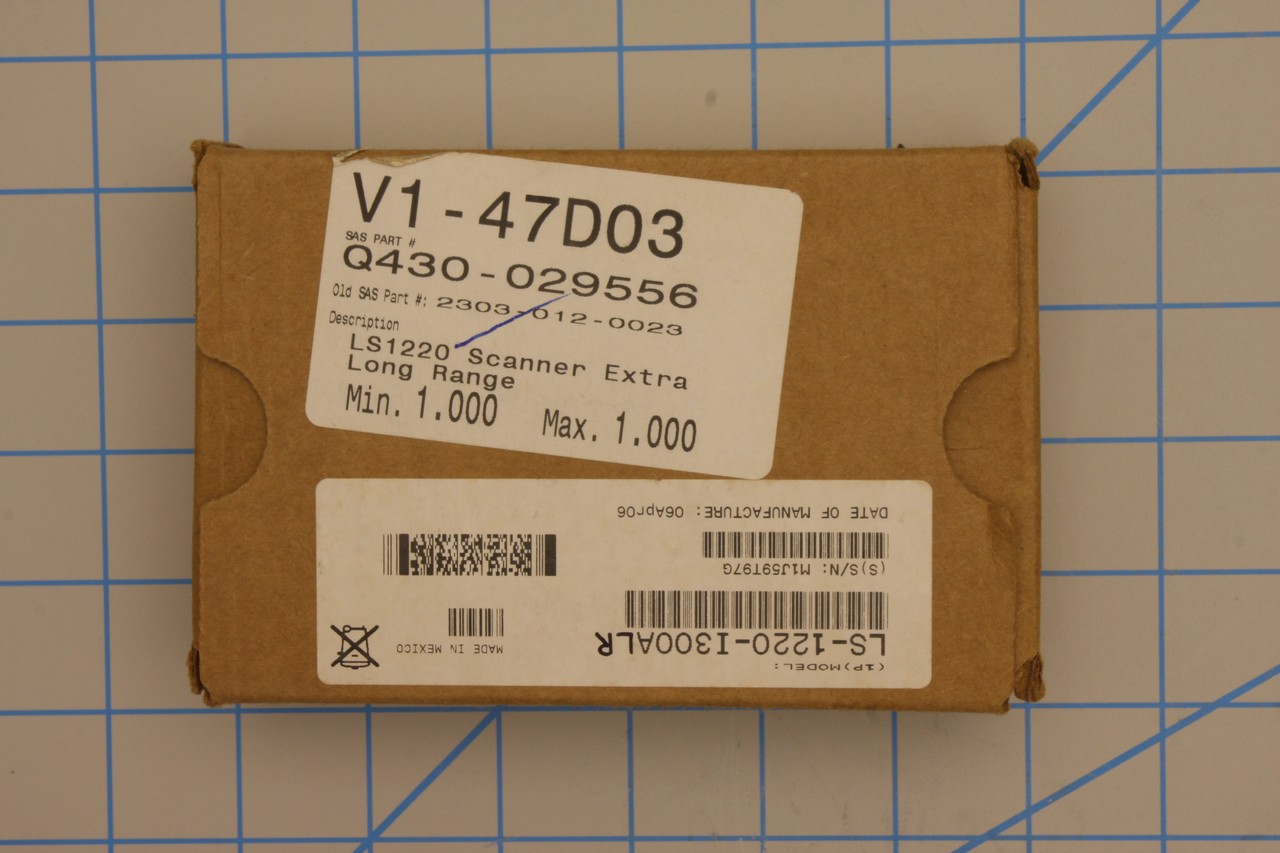 V1-47D03
SAS PART #
Q430-029556
Old SAS Part #: 2303-012-0023
Description
LS1220 Scanner Extra
Long Range
Min. 1.000 Max. 1.000
(1P)MODEL:
LS-1220-I300ALR
MADE IN MEXICO
(S)S/N: M1J59T97G
DATE OF MANUFACTURE: 06Apr06